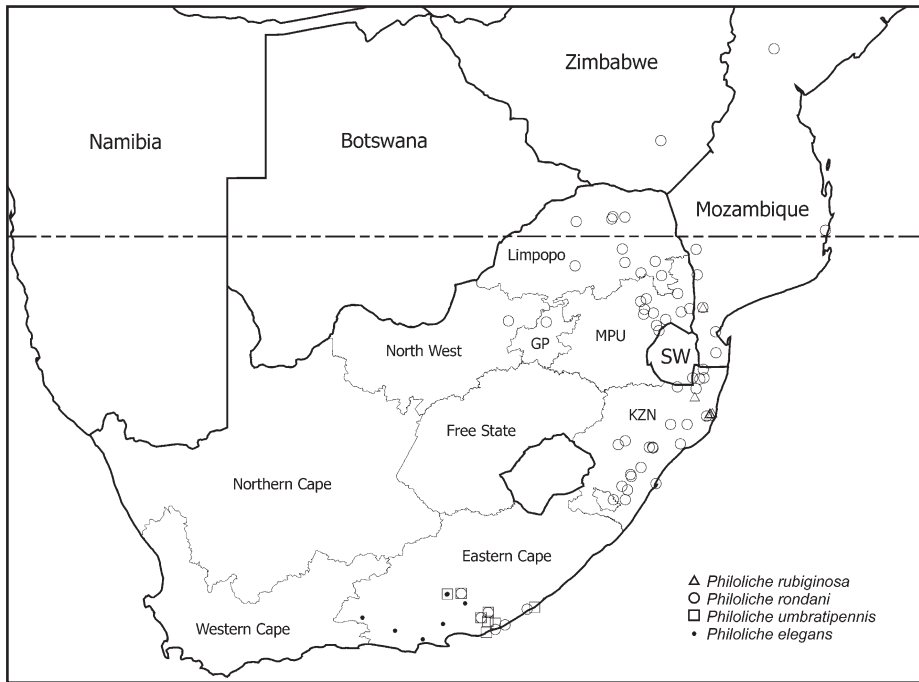 Zimbabwe
Namibia
Botswana
Mozambique
Limpopo
North West
GP
MPU
SW
KZN
Free State
Northern Cape
Eastern Cape
Western Cape
Philoliche rubiginosa
Philoliche rondani
Philoliche umbratipennis
Philoliche elegans